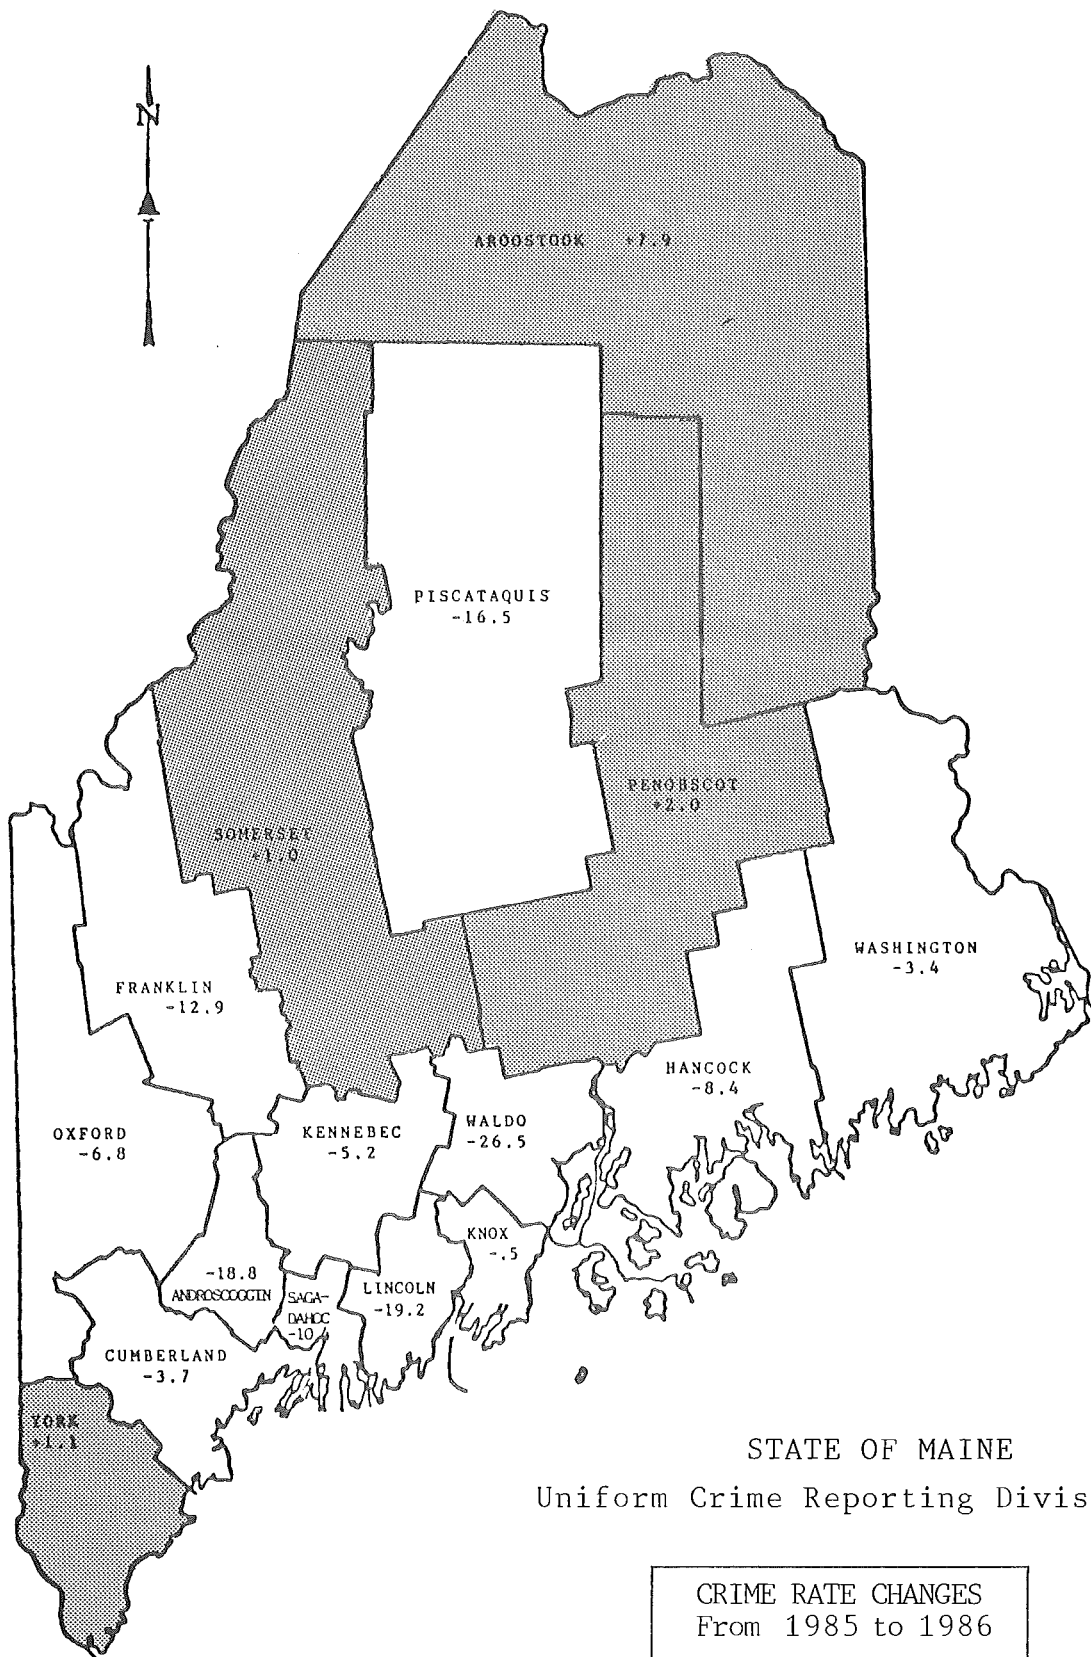 N
AROOSTOOK +7.9
PISCATAQUIS
-16.5
PENOBSCOT
+2.0
SOMERSET
+1.0
WASHINGTON
-3.4
FRANKLIN
-12.9
HANCOCK
-8.4
OXFORD
-6.8
KENNEBEC
-5.2
WALDO
-26.5
KNOX
-.5
-18.8
ANDROSCOGGIN
SAGA-
DAHOC
-10
LINCOLN
-19.2
CUMBERLAND
-3.7
YORK
+1.1
STATE OF MAINE
Uniform Crime Reporting Divis
CRIME RATE CHANGES
From 1985 to 1986